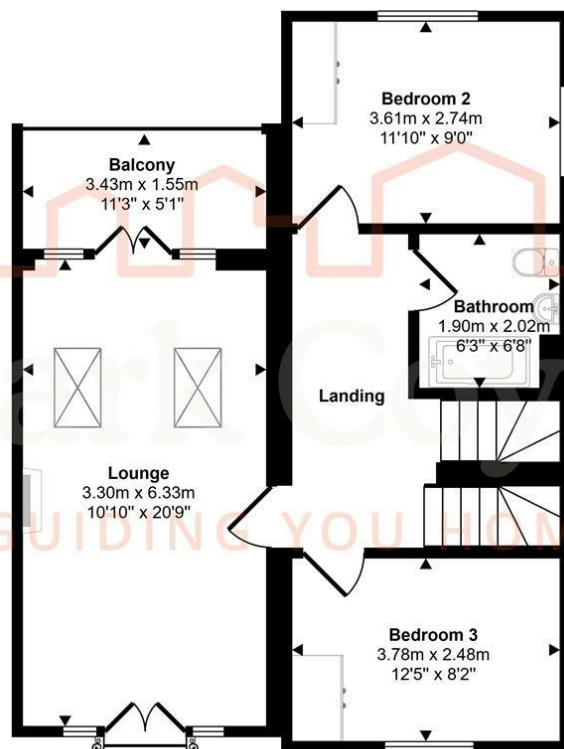 Bedroom 2
3.61m x 2.74m
11'10" x 9'0"
Balcony
3.43m x 1.55m
11'3" x 5'1"
Bathroom
1.90m x 2.02m
6'3" x 6'8"
Landing
Lounge
3.30m x 6.33m
10'10" x 20'9"
GUIDING YOU HOM
Bedroom 3
3.78m x 2.48m
12'5" x 8'2"